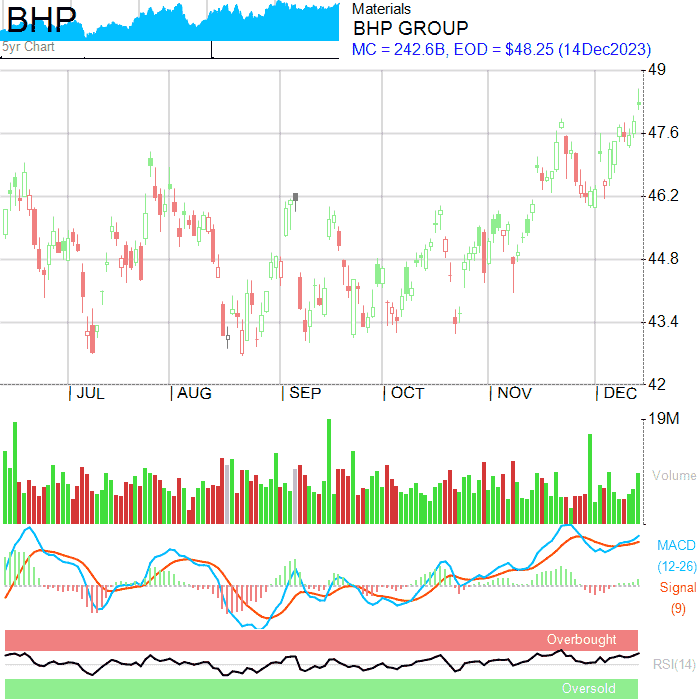 BHP
5yr Chart
Materials
BHP GROUP
MC = 242.6B, EOD = $48.25 (14Dec2023)
49
47.6
46.2
44.8
43.4
42
JUL AUG SEP OCT NOV DEC
19M
Volume
MACD
(12-26)
Signal
(9)
Overbought
RSI(14)
Oversold